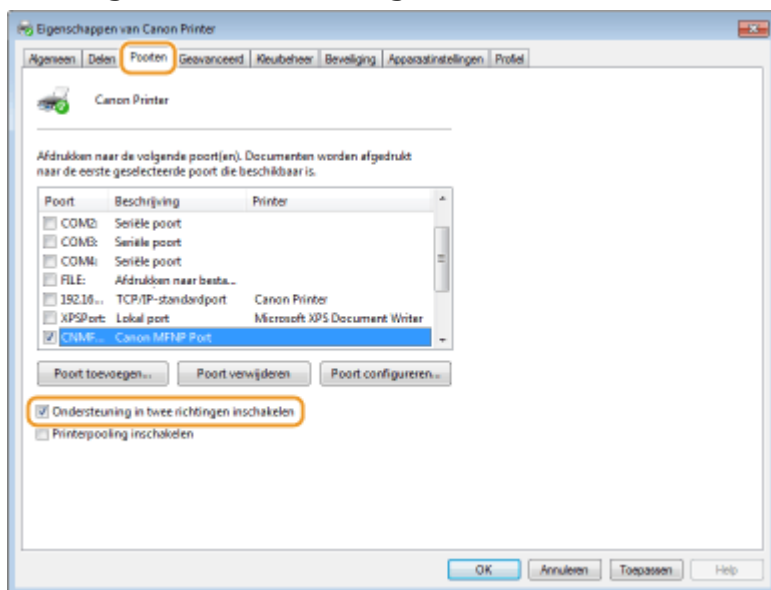 Eigenschappen van Canon Printer
Algemeen Delen Poorten Geavanceerd Kleurbeheer Beveiliging Apparaatinstellingen Profiel
Canon Printer
Afdrukken naar de volgende poort(en). Documenten worden afgedrukt
naar de eerste geselecteerde poort die beschikbaar is.
Poort Beschrijving Printer
COM2: Seriële poort
COM3: Seriële poort
COM4: Seriële poort
FILE: Afdrukken naar besta...
192.16... TCP/IP-standardport Canon Printer
XPSPort: Lokal port Microsoft XPS Document Writer
CNMF... Canon MFNP Port
Poort toevoegen... Poort verwijderen Poort configureren...
Ondersteuning in twee richtingen inschakelen
Printerpooling inschakelen
OK Annuleren Toepassen Help